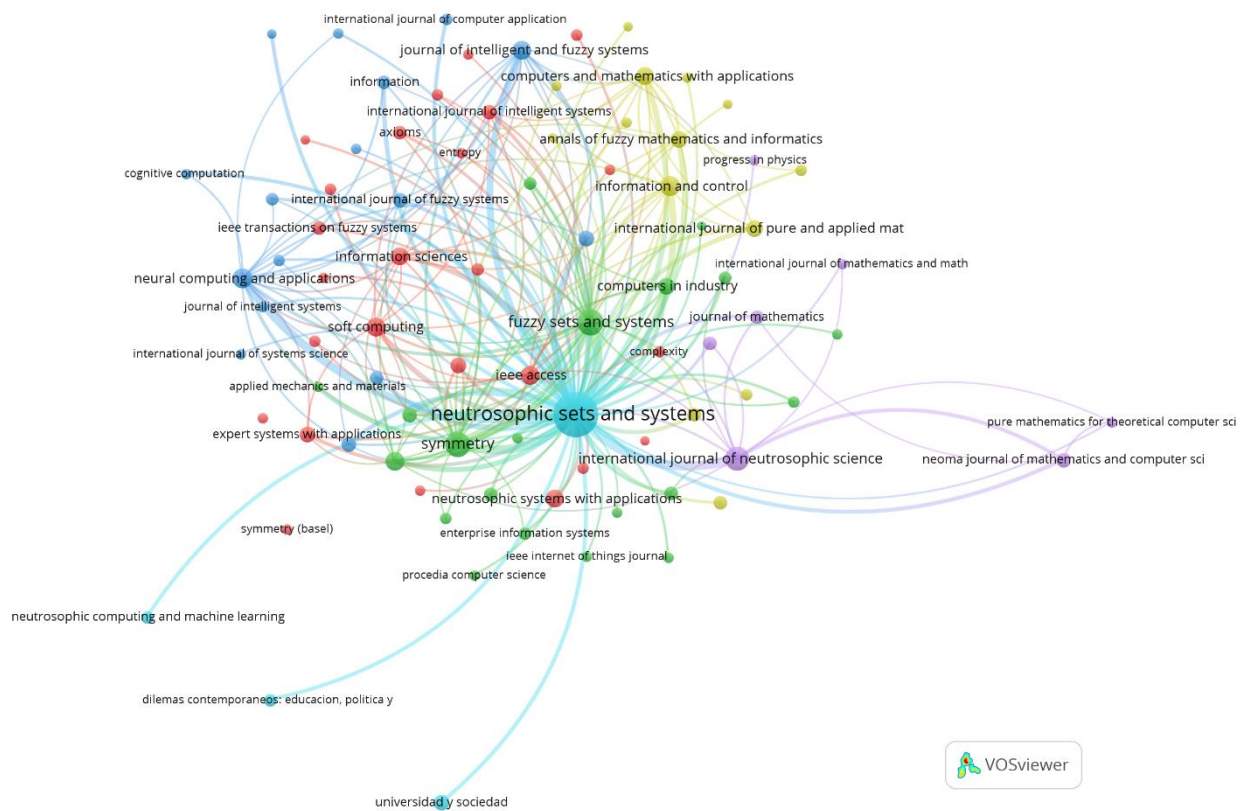 international journal of computer application
journal of intelligent and fuzzy systems
computers and mathematics with applications
information
international journal of intelligent systems
axioms
annals of fuzzy mathematics and informatics
entropy
progress in physics
cognitive computation
information and control
international journal of fuzzy systems
ieee transactions on fuzzy systems
international journal of pure and applied mat
information sciences
international journal of mathematics and math
neural computing and applications
computers in industry
journal of intelligent systems
journal of mathematics
fuzzy sets and systems
soft computing
international journal of systems science
complexity
ieee access
applied mechanics and materials
neutrosophic sets and systems
pure mathematics for theoretical computer sci
expert systems with applications
symmetry
international journal of neutrosophic science
neoma journal of mathematics and computer sci
neutrosophic systems with applications
symmetry (basel)
enterprise information systems
ieee internet of things journal
procedia computer science
neutrosophic computing and machine learning
dilemas contemporaneos: educacion, politica y
VOSviewer
universidad y sociedad